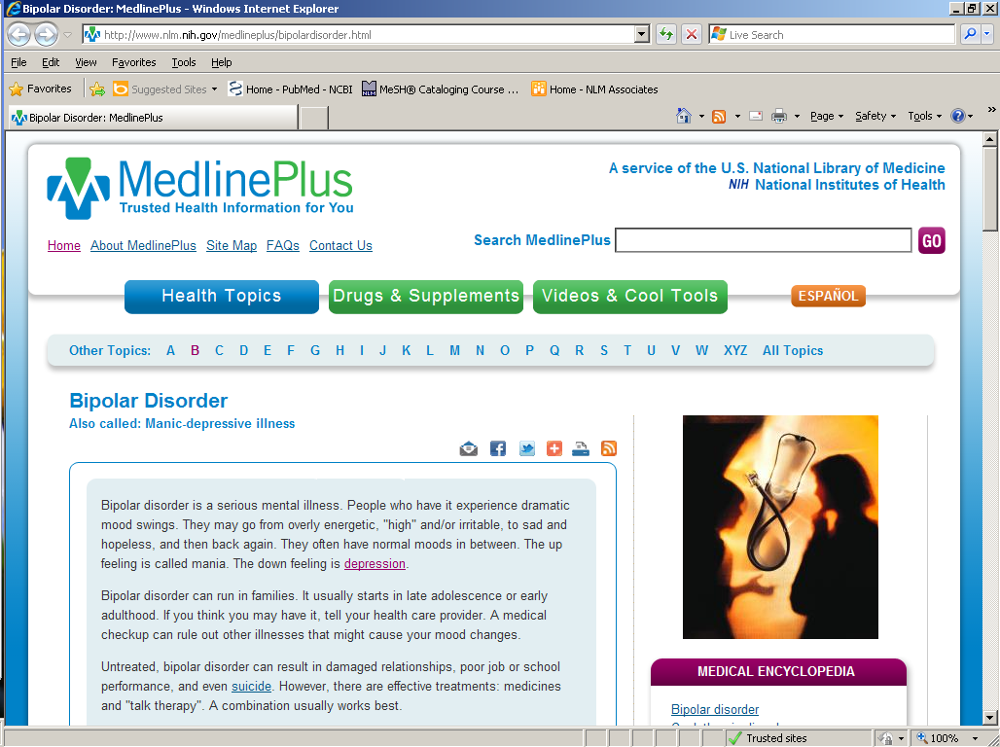 Bipolar Disorder: MedlinePlus - Windows Internet Explorer
http://www.nlm.nih.gov/medlineplus/bipolardisorder.html
Live Search
File Edit View Favorites Tools Help
Favorites Suggested Sites Home - PubMed - NCBI NLM MeSH® Cataloging Course ... Home - NLM Associates
Bipolar Disorder: MedlinePlus
Page Safety Tools »
MedlinePlus
Trusted Health Information for You
A service of the U.S. National Library of Medicine
NIH National Institutes of Health
Home About MedlinePlus Site Map FAQs Contact Us
Search MedlinePlus GO
Health Topics Drugs & Supplements Videos & Cool Tools ESPAÑOL
Other Topics: A B C D E F G H I J K L M N O P Q R S T U V W XYZ All Topics
Bipolar Disorder
Also called: Manic-depressive illness
Bipolar disorder is a serious mental illness. People who have it experience dramatic
mood swings. They may go from overly energetic, "high" and/or irritable, to sad and
hopeless, and then back again. They often have normal moods in between. The up
feeling is called mania. The down feeling is depression.
Bipolar disorder can run in families. It usually starts in late adolescence or early
adulthood. If you think you may have it, tell your health care provider. A medical
checkup can rule out other illnesses that might cause your mood changes.
Untreated, bipolar disorder can result in damaged relationships, poor job or school
performance, and even suicide. However, there are effective treatments: medicines
and "talk therapy". A combination usually works best.
MEDICAL ENCYCLOPEDIA
Bipolar disorder
Trusted sites 100%